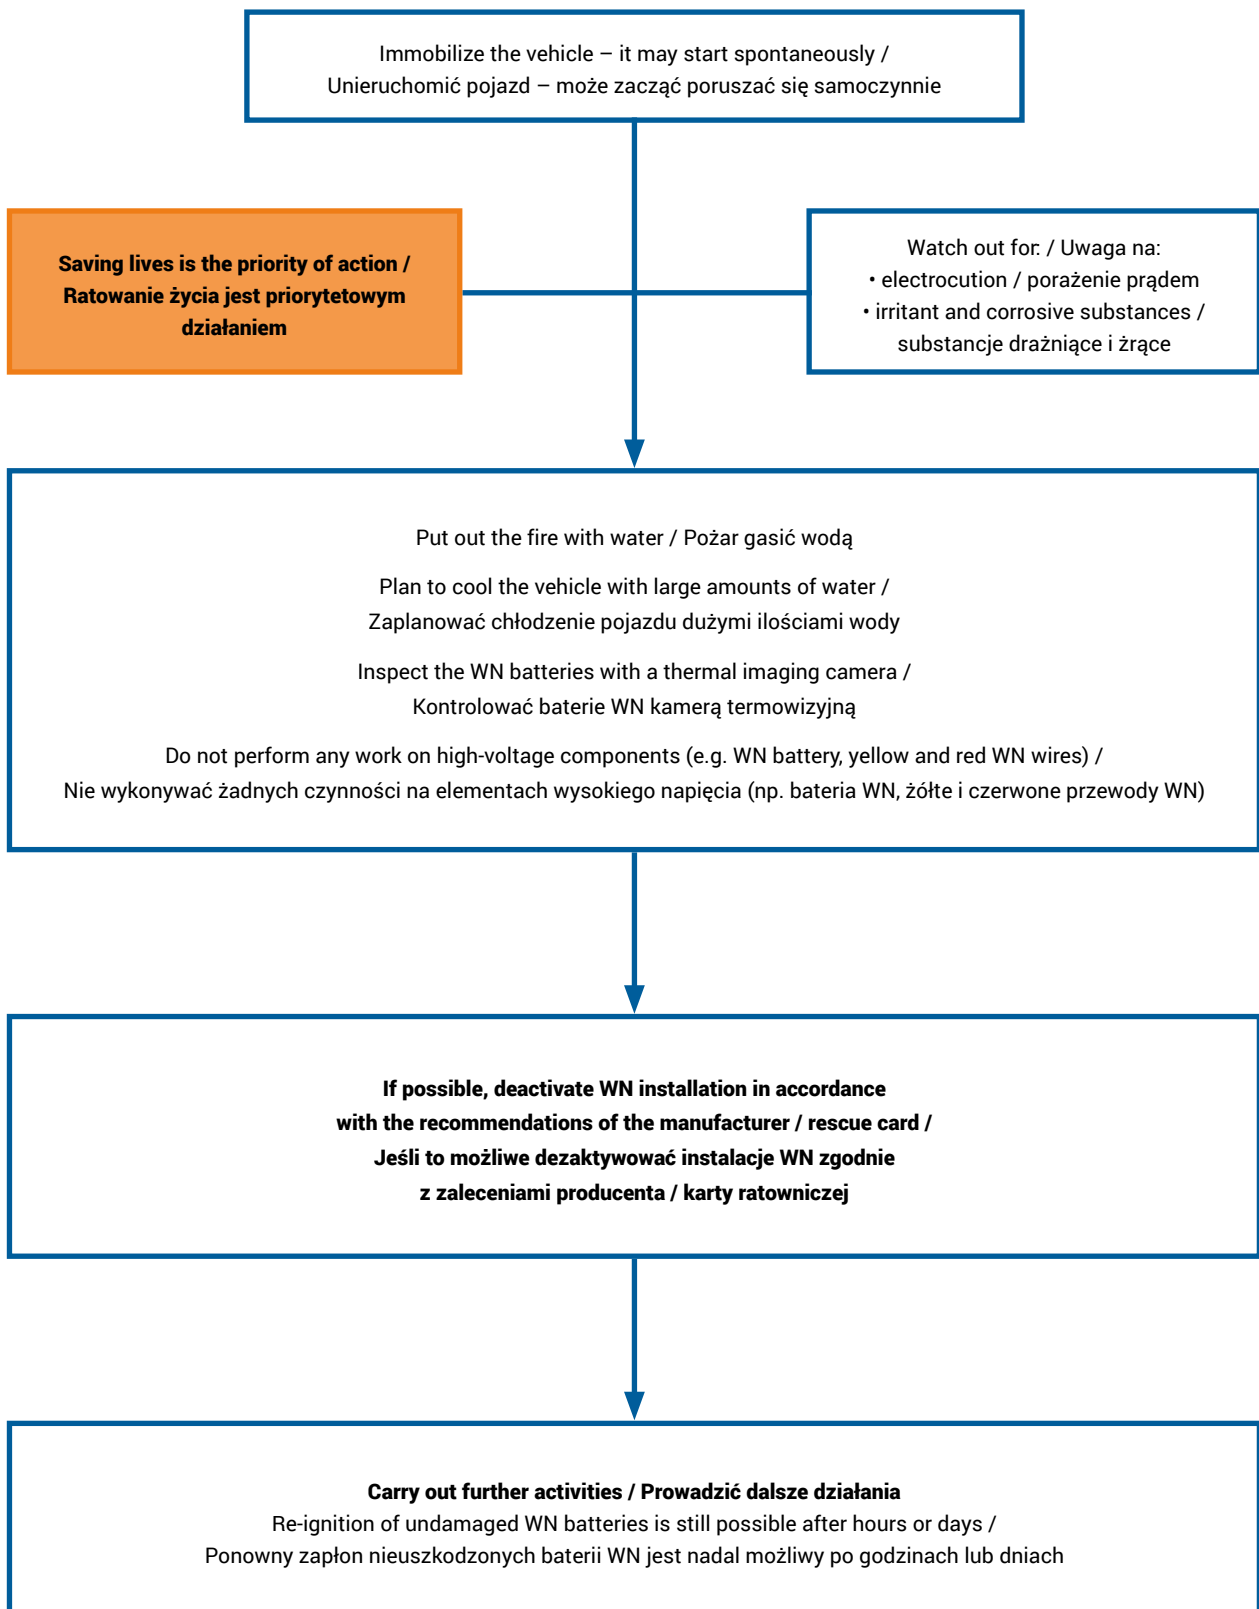 Immobilize the vehicle – it may start spontaneously /
Unieruchomić pojazd – może zacząć poruszać się samoczynnie
Saving lives is the priority of action /
Ratowanie życia jest priorytetowym
działaniem
Watch out for: / Uwaga na:
• electrocution / porażenie prądem
• irritant and corrosive substances /
substancje drażniące i żrące
Put out the fire with water / Pożar gasić wodą
Plan to cool the vehicle with large amounts of water /
Zaplanować chłodzenie pojazdu dużymi ilościami wody
Inspect the WN batteries with a thermal imaging camera /
Kontrolować baterie WN kamerą termowizyjną
Do not perform any work on high-voltage components (e.g. WN battery, yellow and red WN wires) /
Nie wykonywać żadnych czynności na elementach wysokiego napięcia (np. bateria WN, żółte i czerwone przewody WN)
If possible, deactivate WN installation in accordance
with the recommendations of the manufacturer / rescue card /
Jeśli to możliwe dezaktywować instalacje WN zgodnie
z zaleceniami producenta / karty ratowniczej
Carry out further activities / Prowadzić dalsze działania
Re-ignition of undamaged WN batteries is still possible after hours or days /
Ponowny zapłon nieuszkodzonych baterii WN jest nadal możliwy po godzinach lub dniach